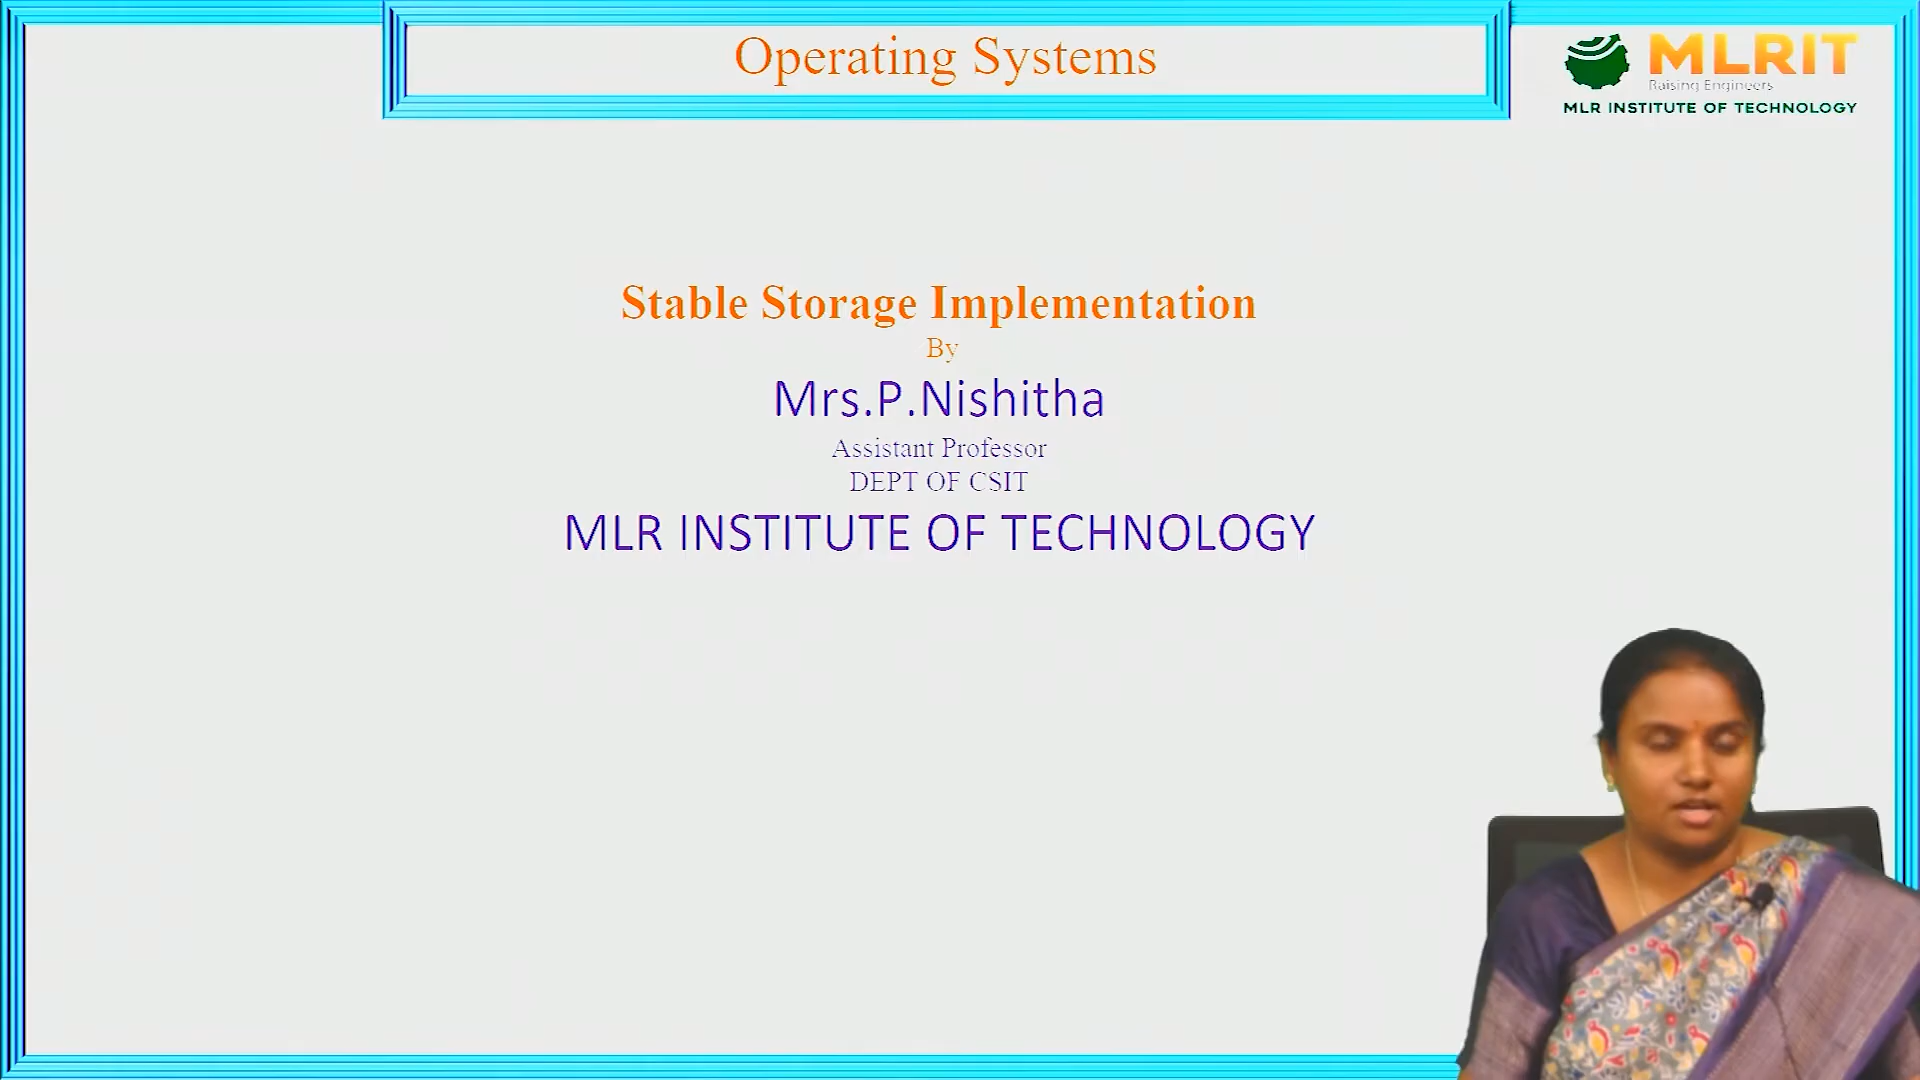 Operating Systems
MLRIT
Raising Engineers
MLR INSTITUTE OF TECHNOLOGY
Stable Storage Implementation
By
Mrs.P.Nishitha
Assistant Professor
DEPT OF CSIT
MLR INSTITUTE OF TECHNOLOGY